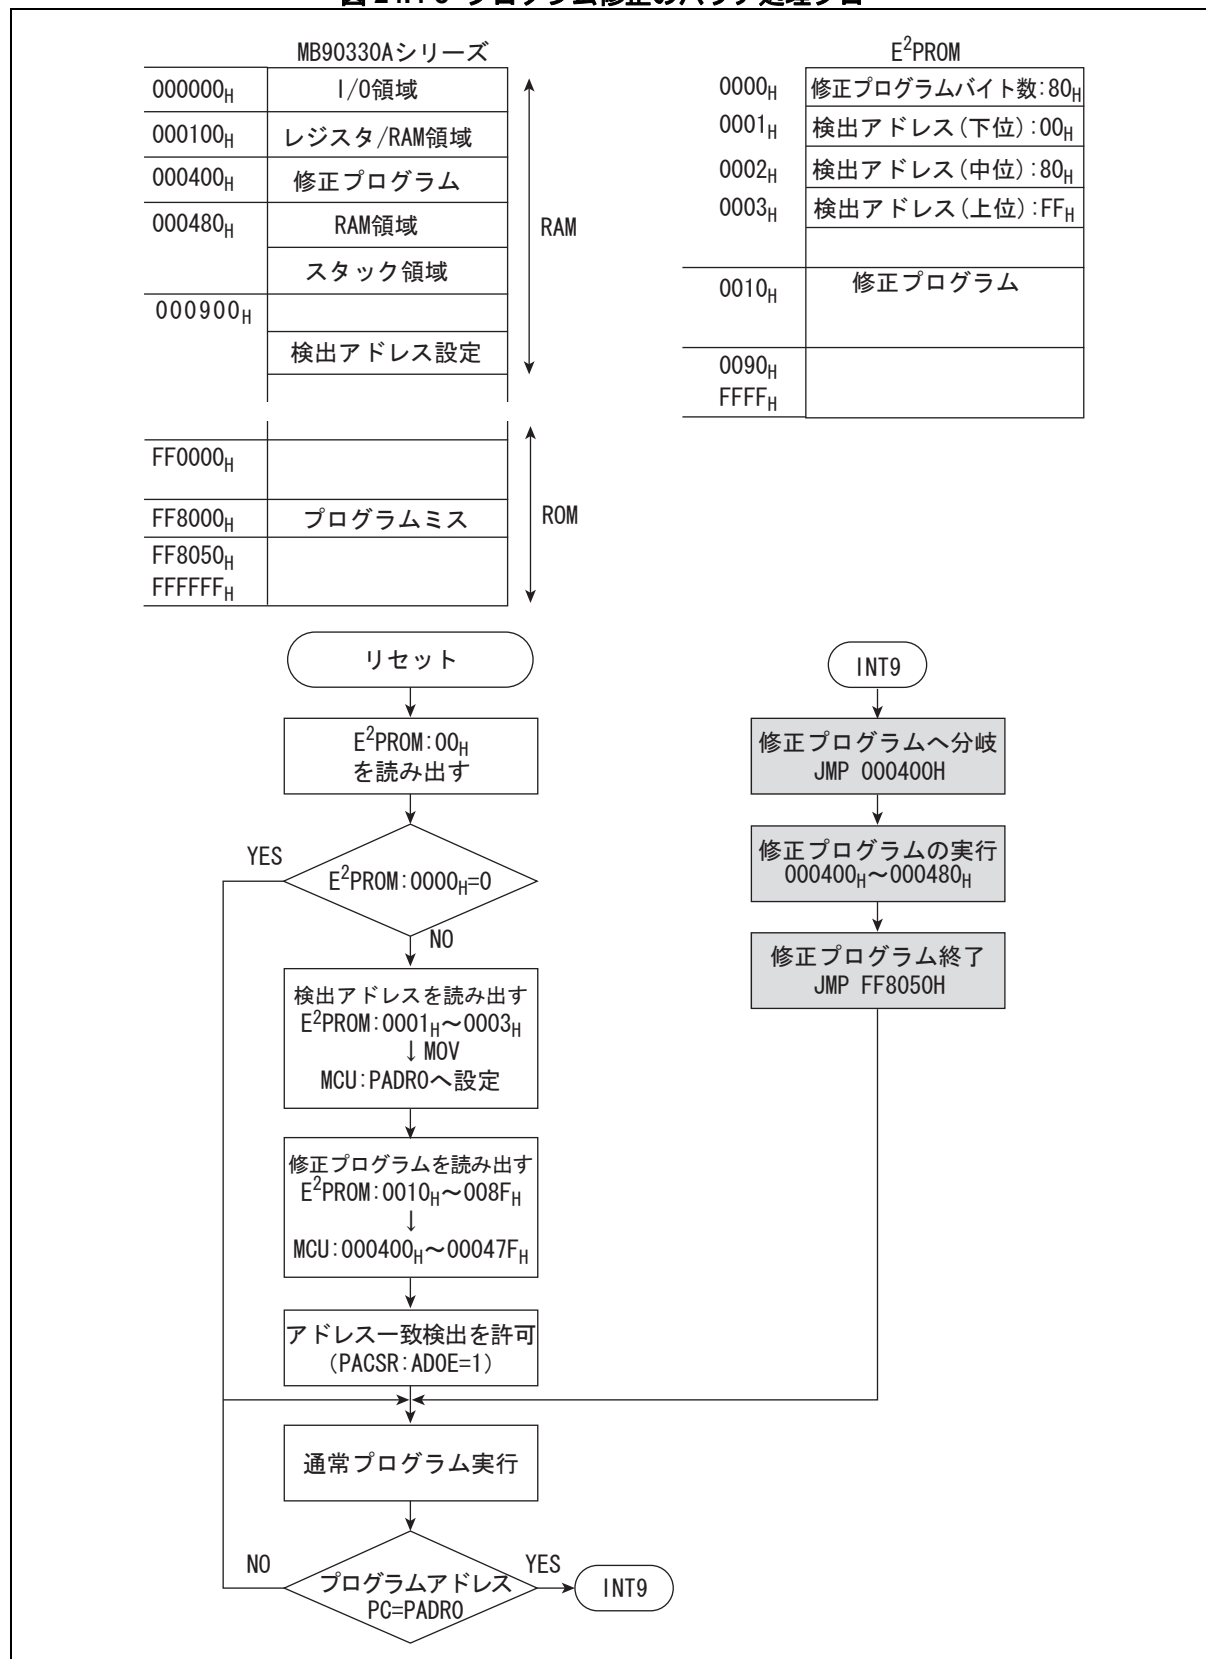 MB90330Aシリーズ
000000H I/O領域
000100H レジスタ/RAM領域
000400H 修正プログラム
000480H RAM領域
スタック領域
000900H
検出アドレス設定
RAM
FF0000H
FF8000H プログラムミス
FF8050H
FFFFFFH
ROM
E2PROM
0000H 修正プログラムバイト数:80H
0001H 検出アドレス(下位):00H
0002H 検出アドレス(中位):80H
0003H 検出アドレス(上位):FFH
0010H 修正プログラム
0090H
FFFFH
リセット
E2PROM:00H
を読み出す
YES
E2PROM:0000H=0
NO
検出アドレスを読み出す
E2PROM:0001H～0003H
↓MOV
MCU:PADR0へ設定
修正プログラムを読み出す
E2PROM:0010H～008FH
↓
MCU:000400H～00047FH
アドレス一致検出を許可
(PACSR:AD0E=1)
通常プログラム実行
NO
プログラムアドレス
PC=PADR0
YES
INT9
INT9
修正プログラムへ分岐
JMP 000400H
修正プログラムの実行
000400H～000480H
修正プログラム終了
JMP FF8050H